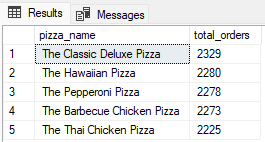 Results Messages
pizza_name total_orders
1 The Classic Deluxe Pizza 2329
2 The Hawaiian Pizza 2280
3 The Pepperoni Pizza 2278
4 The Barbecue Chicken Pizza 2273
5 The Thai Chicken Pizza 2225